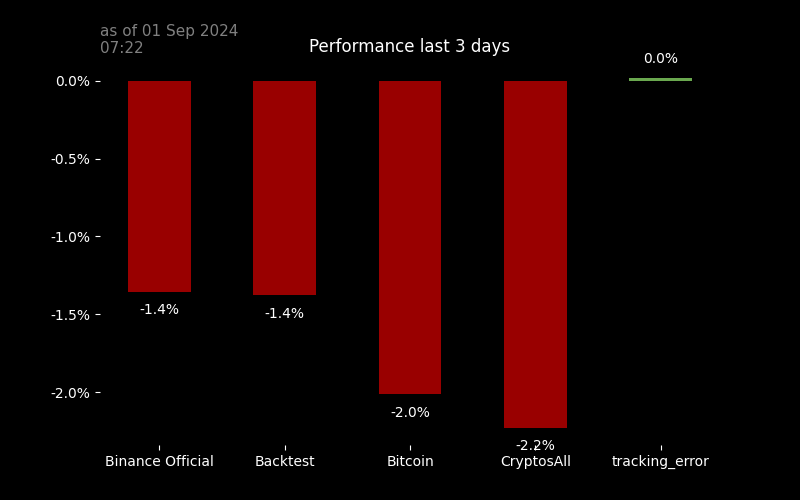 as of 01 Sep 2024
07:22
Performance last 3 days
0.0%
0.0%
-0.5%
-1.0%
-1.5%
-2.0%
-1.4%
-1.4%
-2.0%
-2.2%
Binance Official
Backtest
Bitcoin
CryptosAll
tracking_error